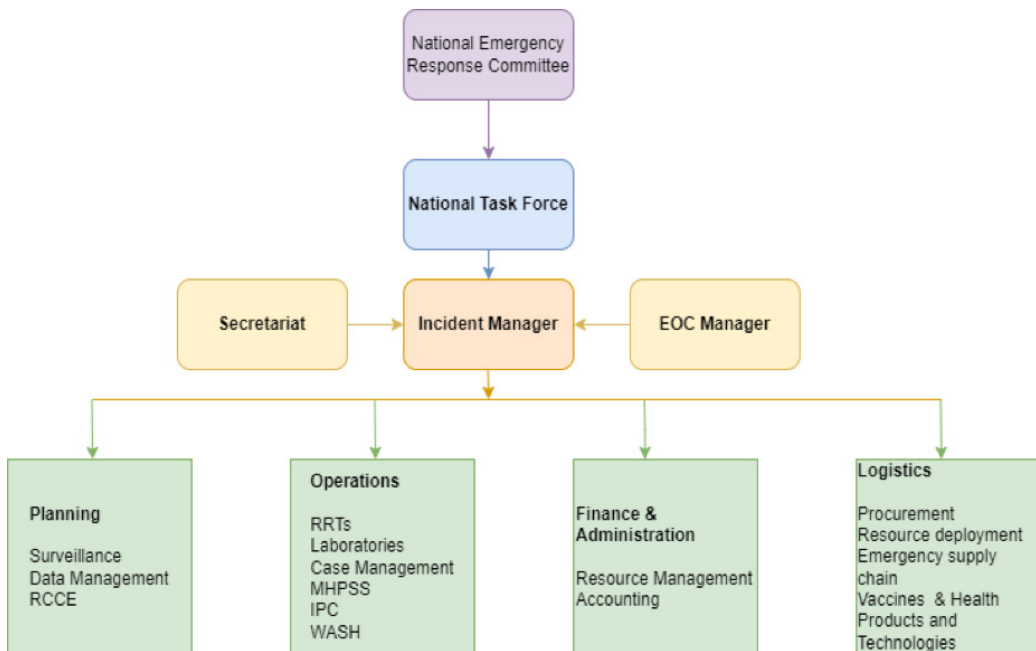 National Emergency
Response Committee
National Task Force
Secretariat
Incident Manager
EOC Manager
Planning
Surveillance
Data Management
RCCE
Operations
RRTs
Laboratories
Case Management
MHPSS
IPC
WASH
Finance &
Administration
Resource Management
Accounting
Logistics
Procurement
Resource deployment
Emergency supply
chain
Vaccines & Health
Products and
Technologies